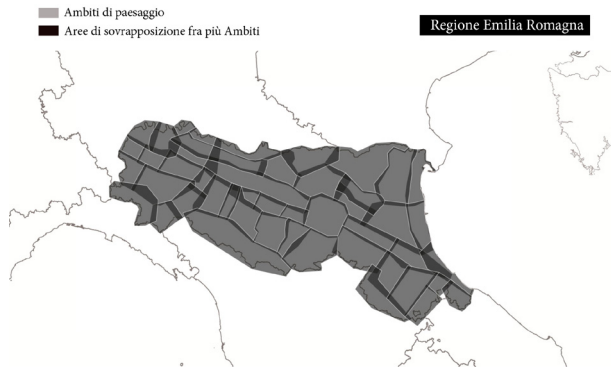 Ambiti di paesaggio
Aree di sovrapposizione fra più Ambiti
Regione Emilia Romagna